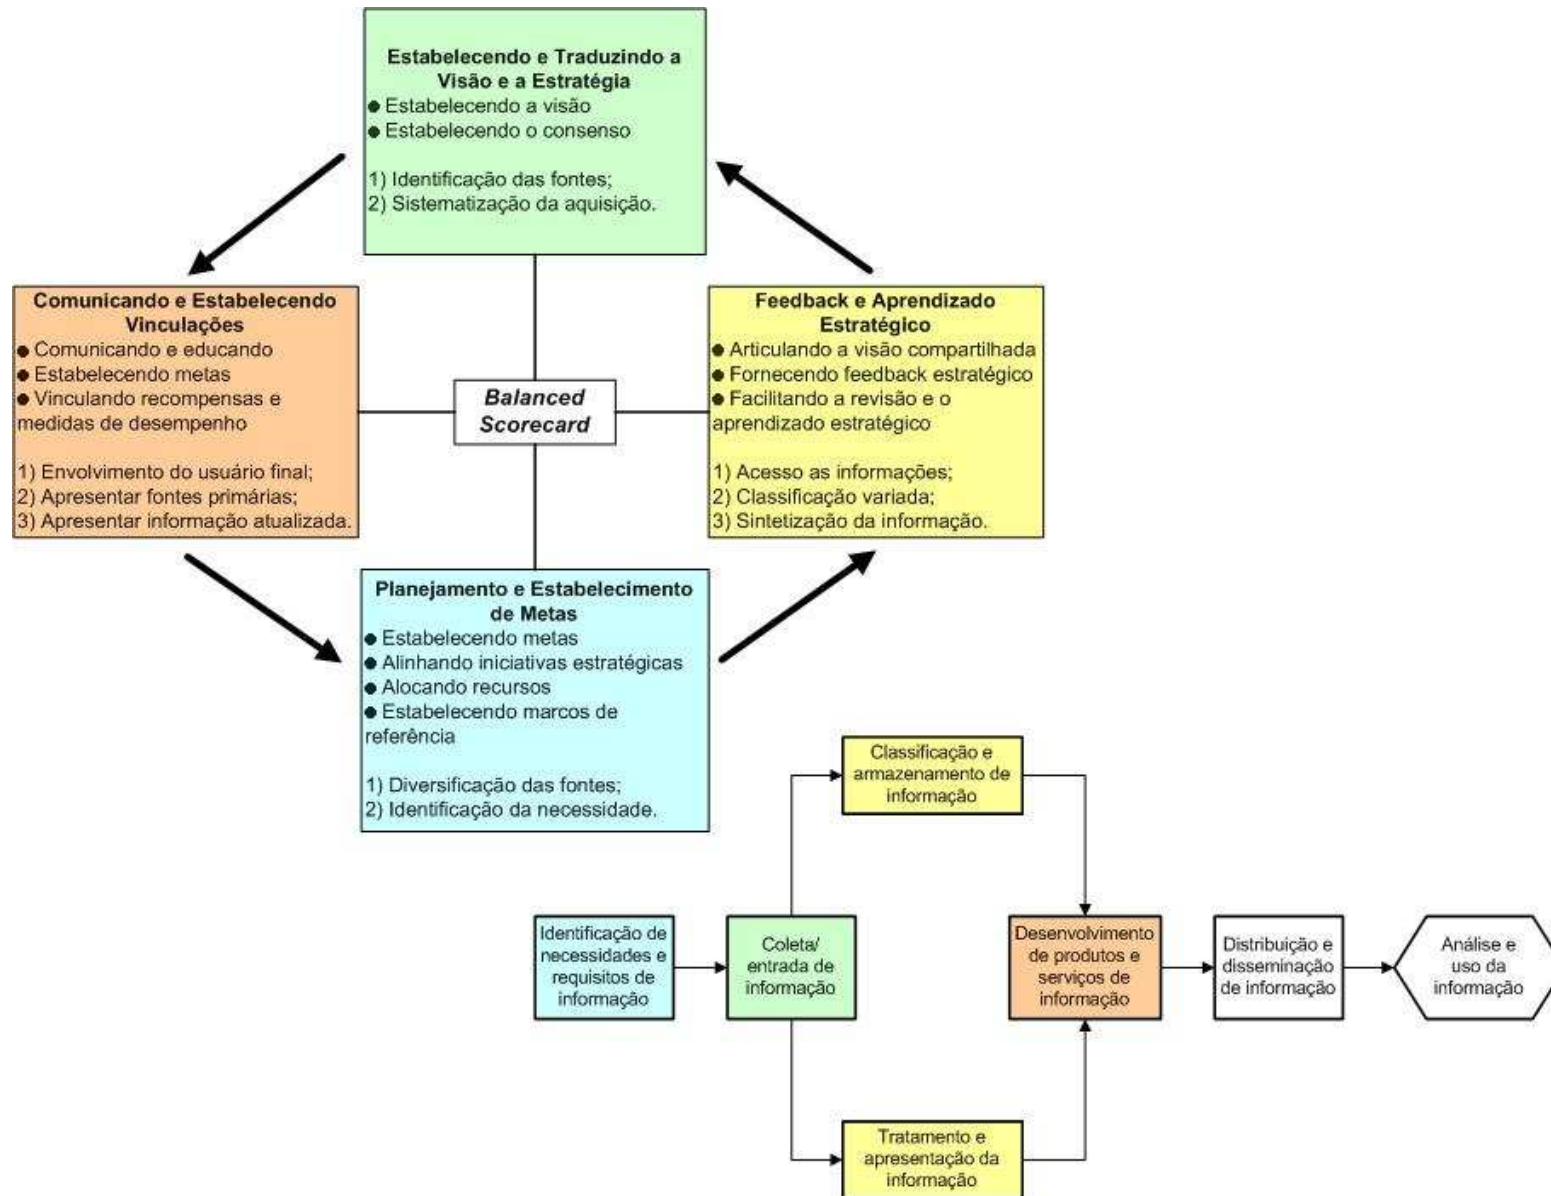 Estabelecendo e Traduzindo a
Visão e a Estratégia
● Estabelecendo a visão
● Estabelecendo o consenso
1) Identificação das fontes;
2) Sistematização da aquisição.
Comunicando e Estabelecendo
Vinculações
● Comunicando e educando
● Estabelecendo metas
● Vinculando recompensas e
medidas de desempenho
1) Envolvimento do usuário final;
2) Apresentar fontes primárias;
3) Apresentar informação atualizada.
Balanced
Scorecard
Feedback e Aprendizado
Estratégico
● Articulando a visão compartilhada
● Fornecendo feedback estratégico
● Facilitando a revisão e o
aprendizado estratégico
1) Acesso as informações;
2) Classificação variada;
3) Sintetização da informação.
Planejamento e Estabelecimento
de Metas
● Estabelecendo metas
● Alinhando iniciativas estratégicas
● Alocando recursos
● Estabelecendo marcos de
referência
1) Diversificação das fontes;
2) Identificação da necessidade.
Identificação de
necessidades e
requisitos de
informação
Coleta/
entrada de
informação
Classificação e
armazenamento de
informação
Tratamento e
apresentação da
informação
Desenvolvimento
de produtos e
serviços de
informação
Distribuição e
disseminação
de informação
Análise e
uso da
informação